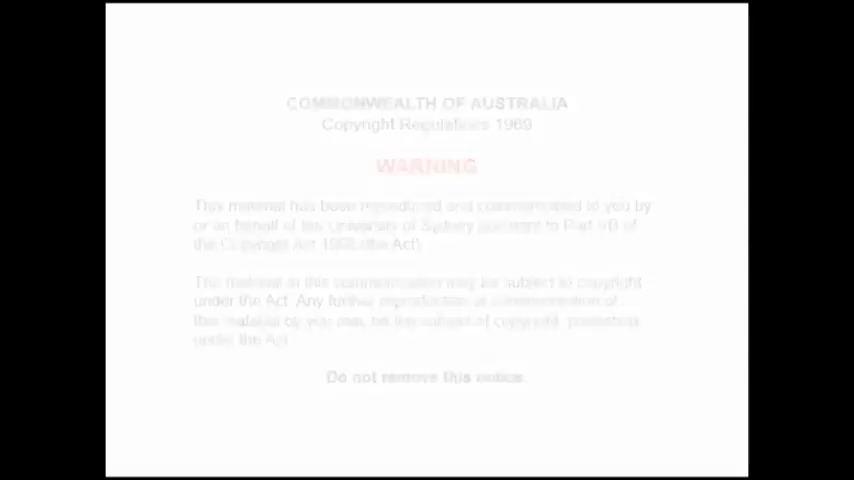 COMMONWEALTH OF AUSTRALIA
Copyright Regulations 1969
WARNING
This material has been reproduced and communicated to you by
or on behalf of the University of Sydney pursuant to Part VB of
the Copyright Act 1968 (the Act).
The material in this communication may be subject to copyright
under the Act. Any further reproduction or communication of
this material by you may be the subject of copyright protection
under the Act.
Do not remove this notice.